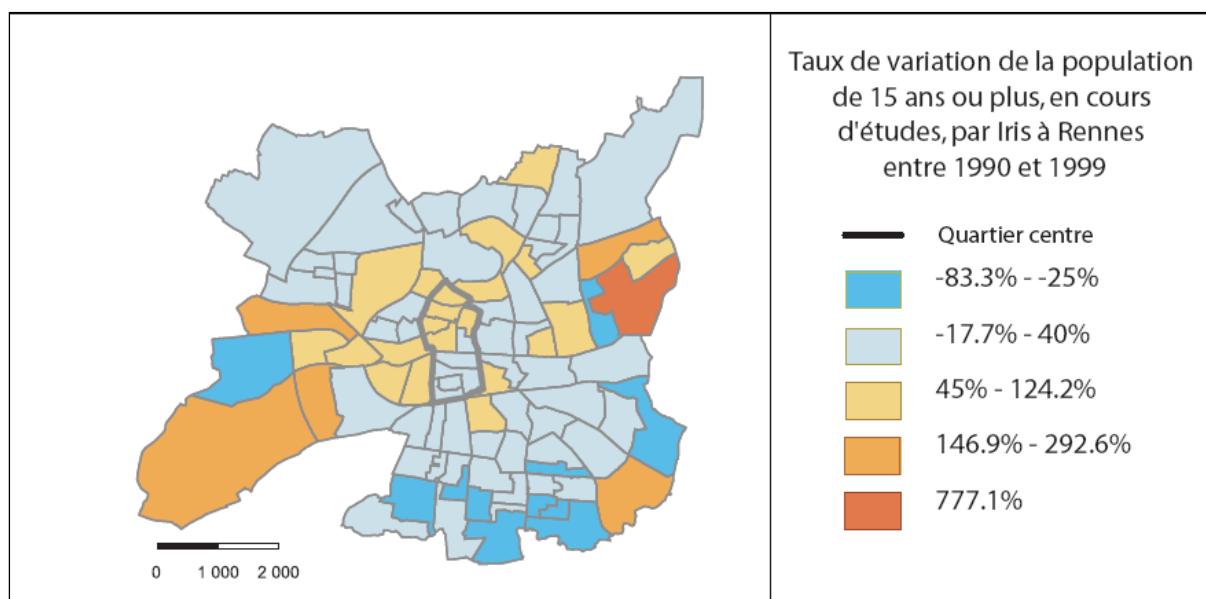 Taux de variation de la population
de 15 ans ou plus, en cours
d'études, par Iris à Rennes
entre 1990 et 1999
Quartier centre
-83.3% - -25%
-17.7% - 40%
45% - 124.2%
146.9% - 292.6%
777.1%
0 1 000 2 000